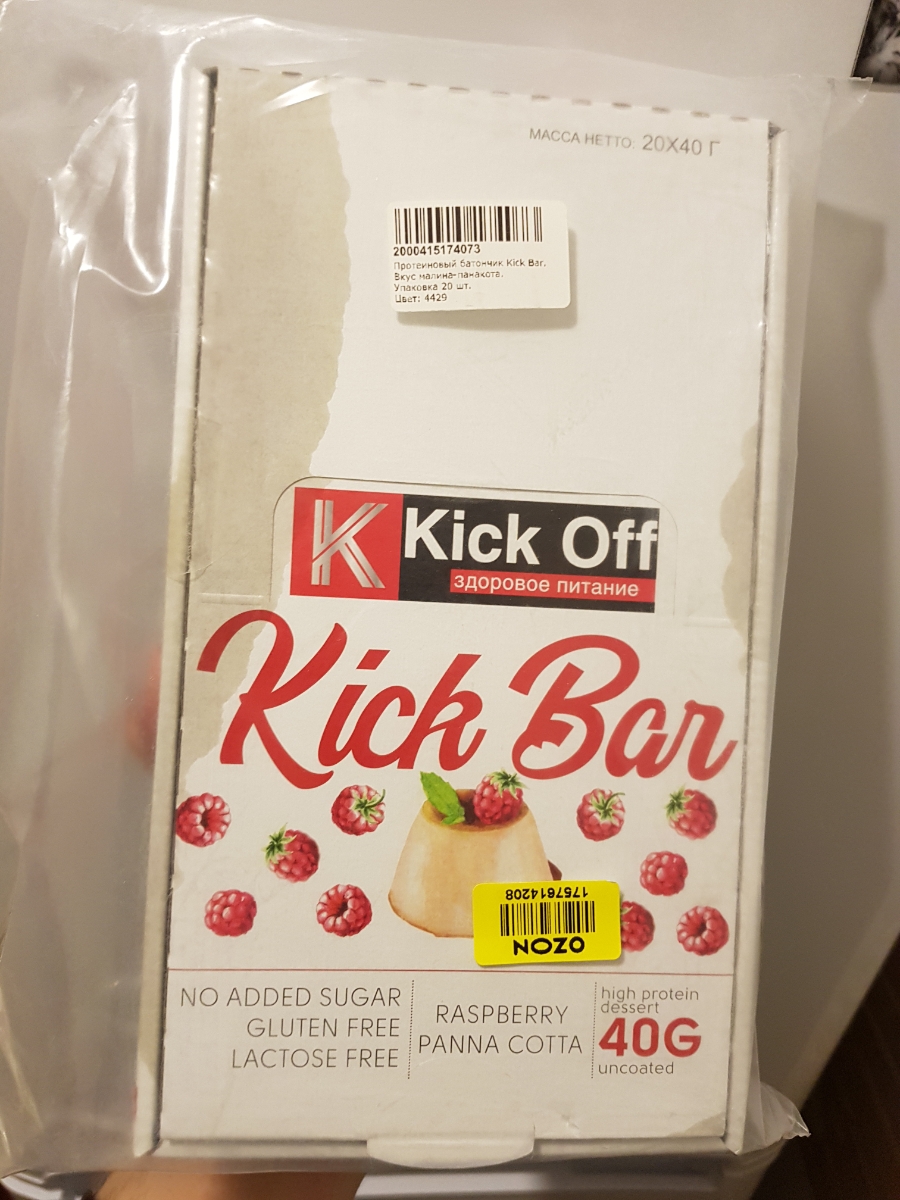 МАССА НЕТТО: 20X40 Г
2000415174073
Протеиновый батончик Kick Bar.
Вкус малина-панакота.
Упаковка 20 шт.
Цвет: 4429
K Kick Off
здоровое питание
Kick Bar
1757614208
OZON
NO ADDED SUGAR
GLUTEN FREE
LACTOSE FREE
RASPBERRY
PANNA COTTA
high protein
dessert
40G
uncoated